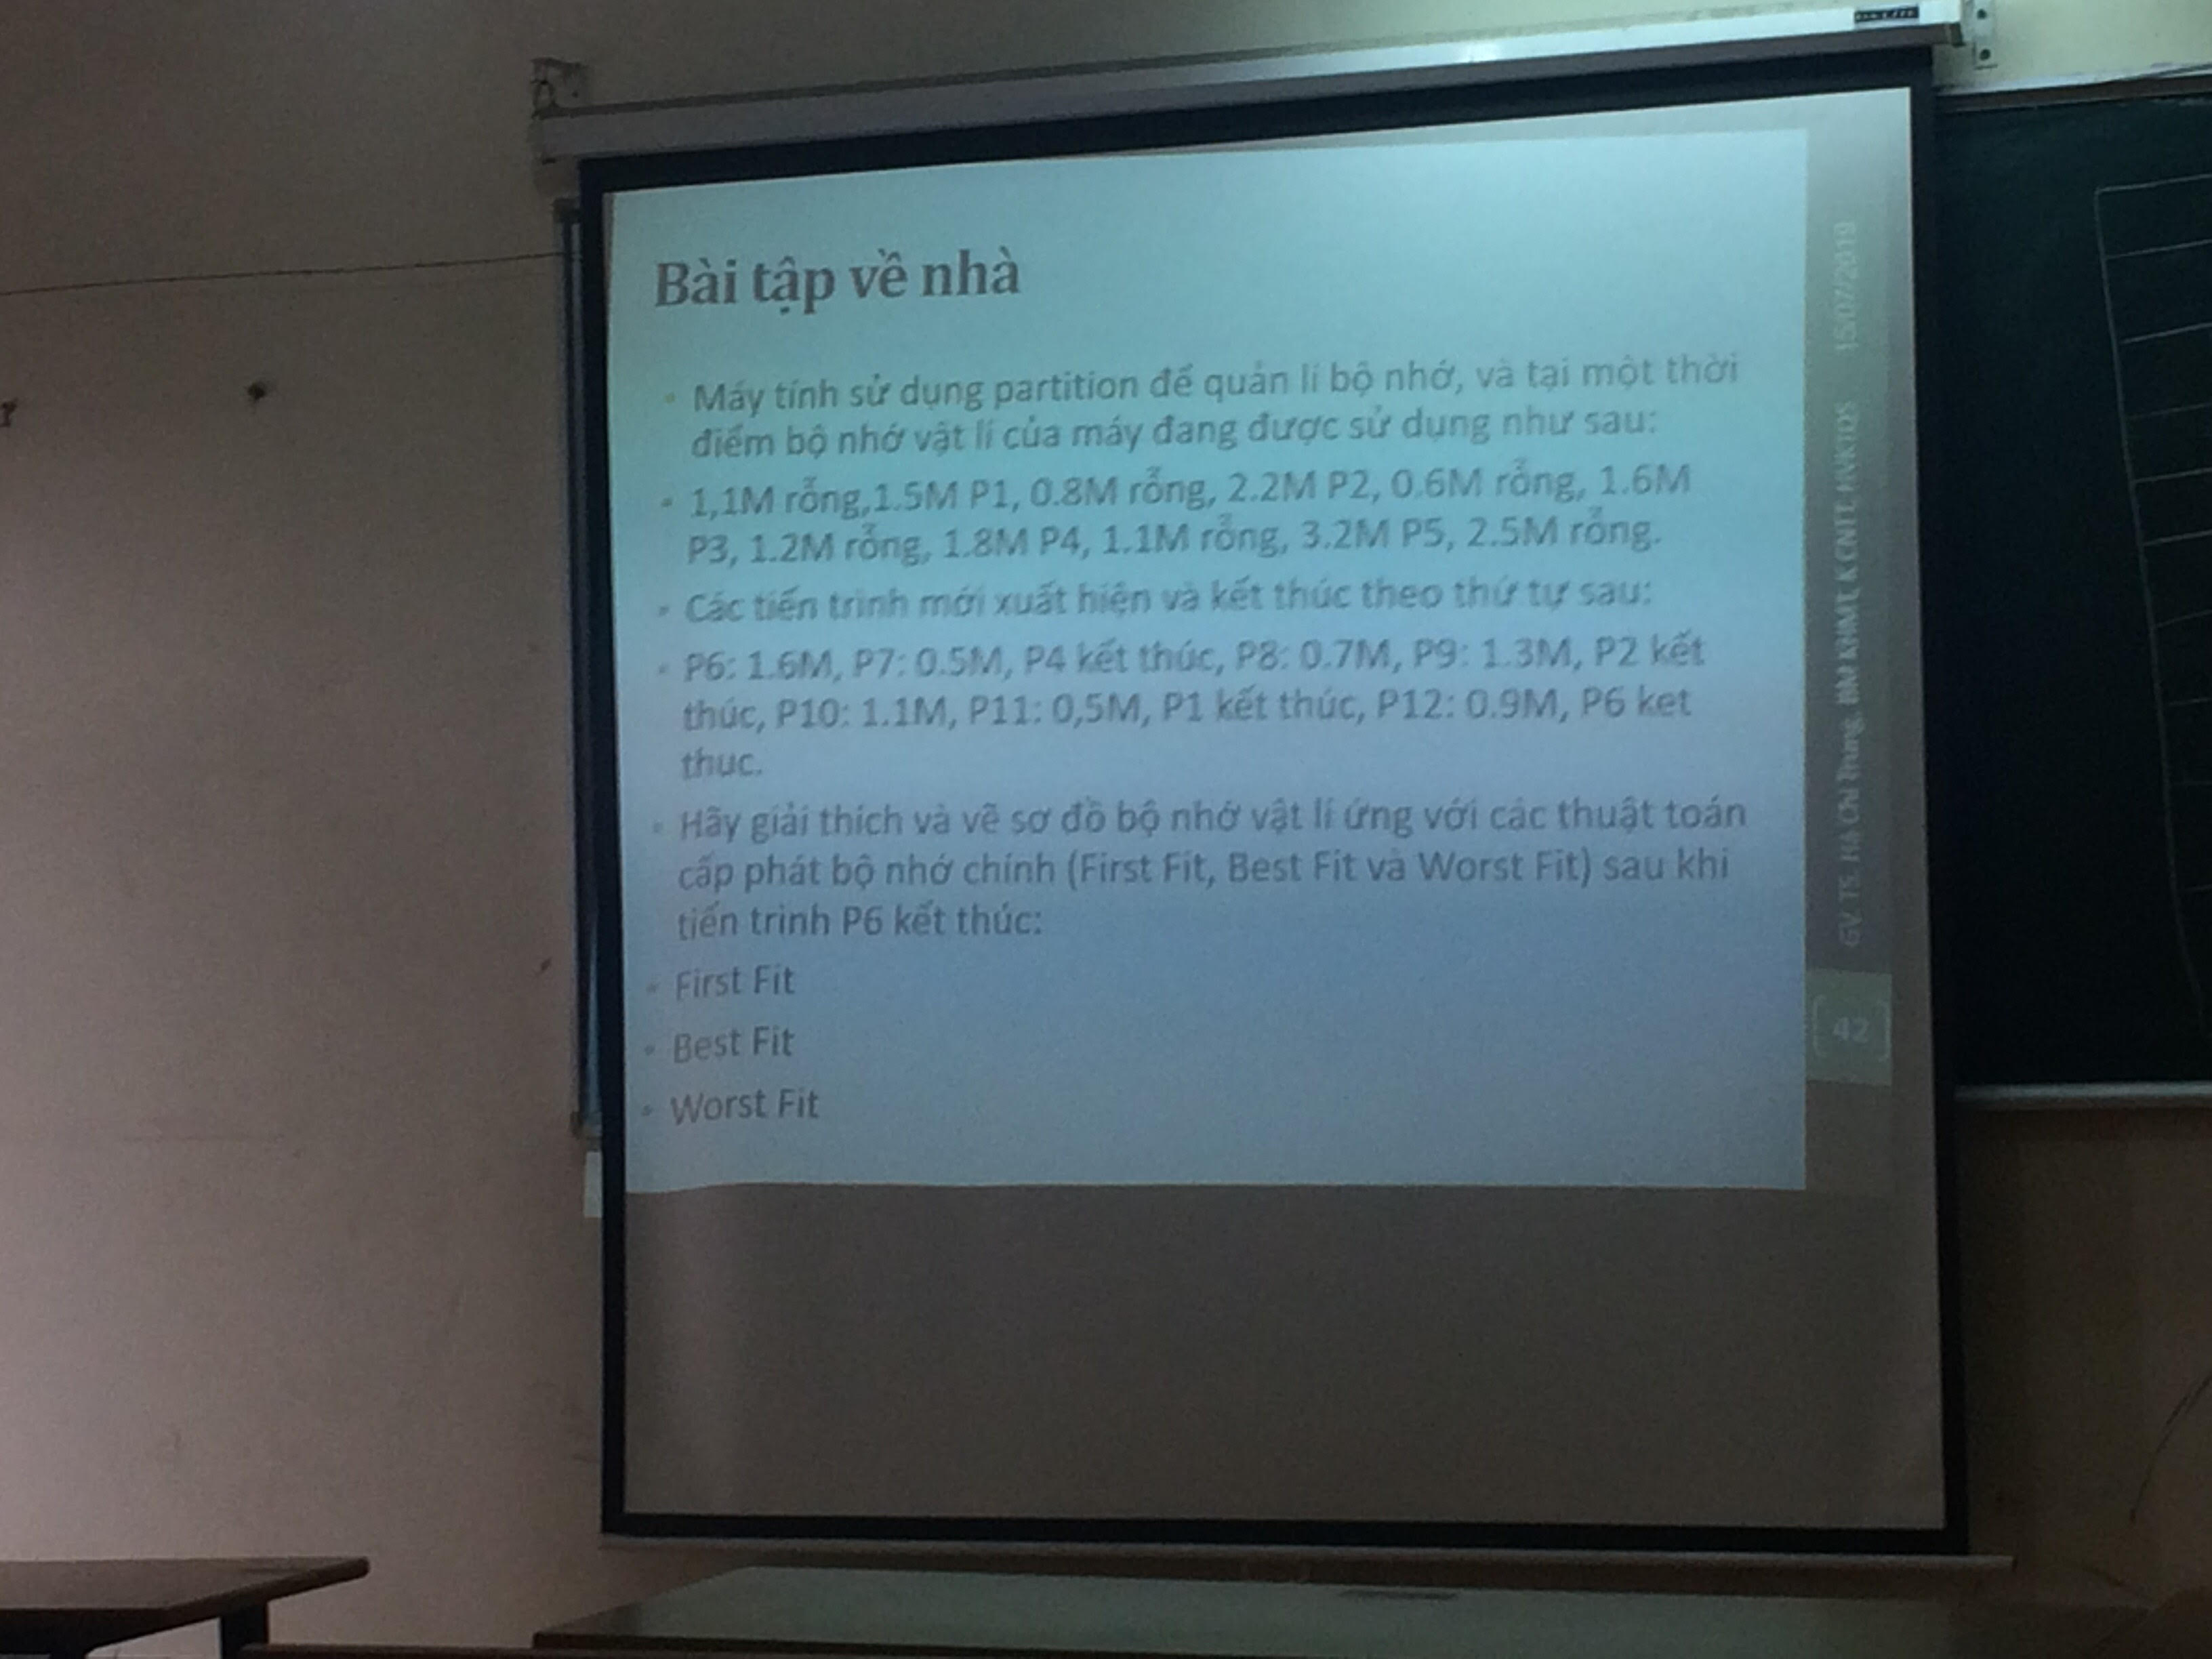 Bài tập về nhà
Máy tính sử dụng partition để quản lí bộ nhớ, và tại một thời
điểm bộ nhớ vật lí của máy đang được sử dụng như sau:
1,1M rỗng,1.5M P1, 0.8M rỗng, 2.2M P2, 0.6M rỗng, 1.6M
P3, 1.2M rỗng, 1.8M P4, 1.1M rỗng, 3.2M P5, 2.5M rỗng.
Các tiến trình mới xuất hiện và kết thúc theo thứ tự sau:
P6: 1.6M, P7: 0.5M, P4 kết thúc, P8: 0.7M, P9: 1.3M, P2 kết
thúc, P10: 1.1M, P11: 0,5M, P1 kết thúc, P12: 0.9M, P6 ket
thuc.
Hãy giải thích và vẽ sơ đồ bộ nhớ vật lí ứng với các thuật toán
cấp phát bộ nhớ chính (First Fit, Best Fit và Worst Fit) sau khi
tiến trình P6 kết thúc:
First Fit
Best Fit
Worst Fit
GV. TS. Hà Chí Trung, BM KHMT, KCNTT, HVKTQS 15/07/2019
42